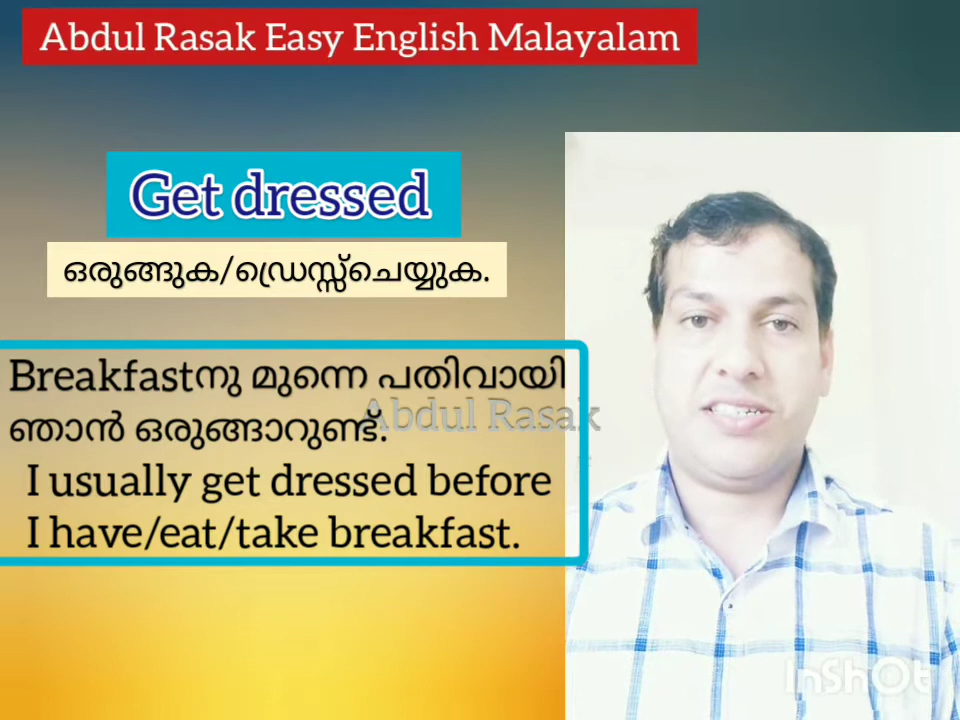 Abdul Rasak Easy English Malayalam
Get dressed
ഒരുങ്ങുക/ഡ്രെസ്സ്ചെയ്യുക.
Breakfastനു മുന്നെ പതിവായി
ഞാൻ ഒരുങ്ങാറുണ്ട്.
Abdul Rasak
I usually get dressed before
I have/eat/take breakfast.
InShOt